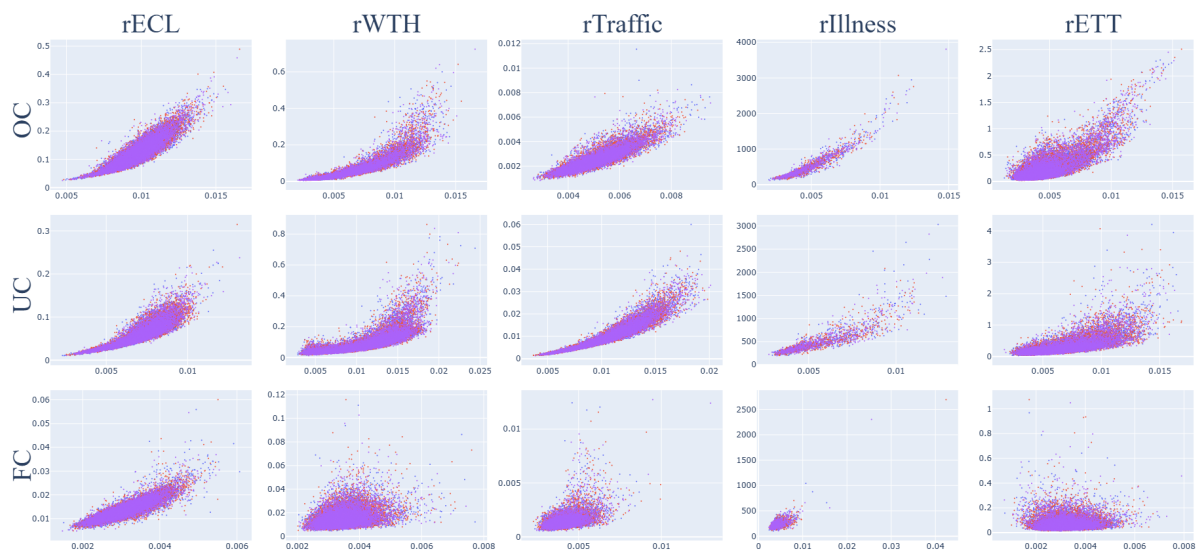 rECL rWTH rTraffic rIllness rETT
OC
0.5 0.4 0.3 0.2 0.1 0
0.005 0.01 0.015
0.6 0.4 0.2 0
0.005 0.01 0.015
0.012 0.01 0.008 0.006 0.004 0.002
0.004 0.006 0.008
4000 3000 2000 1000 0
0.005 0.01 0.015
2.5 2 1.5 1 0.5 0
0.005 0.01 0.015
UC
0.3 0.2 0.1 0
0.005 0.01
0.8 0.6 0.4 0.2 0
0.005 0.01 0.015 0.02 0.025
0.06 0.05 0.04 0.03 0.02 0.01 0
0.005 0.01 0.015 0.02
3000 2500 2000 1500 1000 500 0
0.005 0.01
4 3 2 1 0
0.005 0.01 0.015
FC
0.06 0.05 0.04 0.03 0.02 0.01
0.002 0.004 0.006
0.12 0.1 0.08 0.06 0.04 0.02 0
0.002 0.004 0.006 0.008
0.01 0.005 0
0.005 0.01
2500 2000 1500 1000 500 0
0 0.01 0.02 0.03 0.04
1 0.8 0.6 0.4 0.2 0
0.002 0.004 0.006 0.008